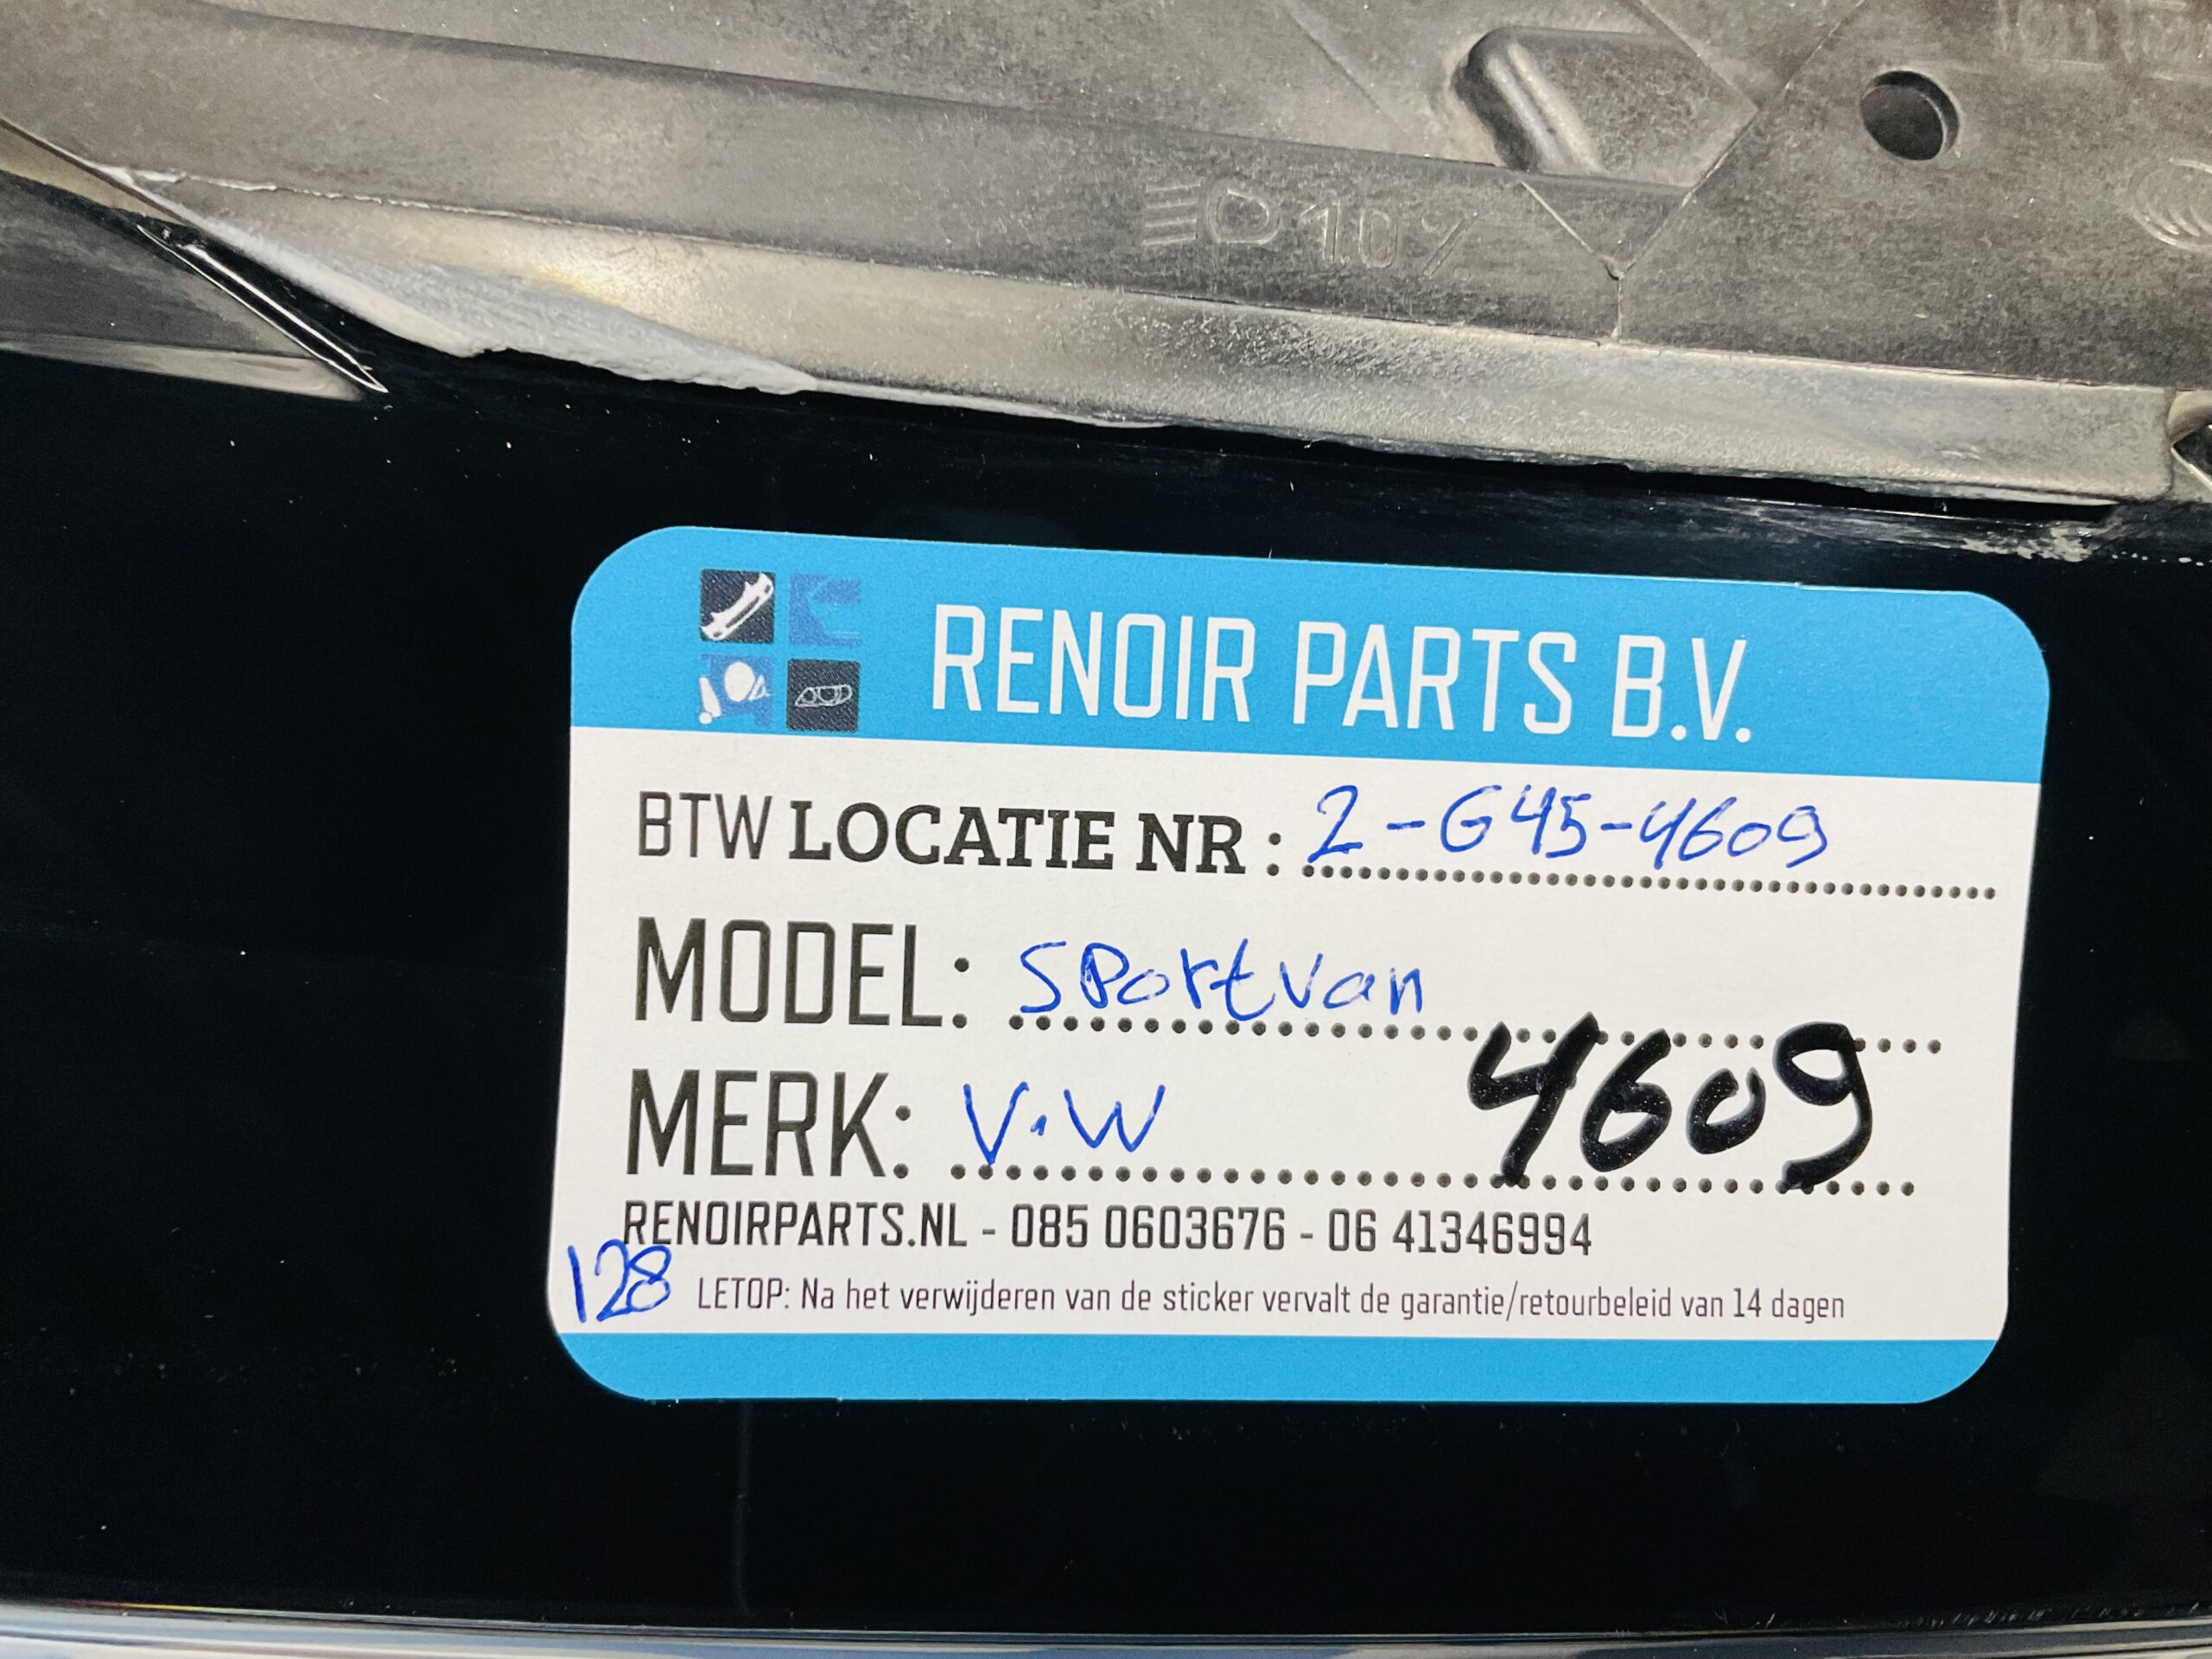 10%
RENOIR PARTS B.V.
BTW LOCATIE NR : 2-G45-4609
MODEL: SPortvan
MERK: V.W 4609
RENOIRPARTS.NL - 085 0603676 - 06 41346994
128 LETOP: Na het verwijderen van de sticker vervalt de garantie/retourbeleid van 14 dagen